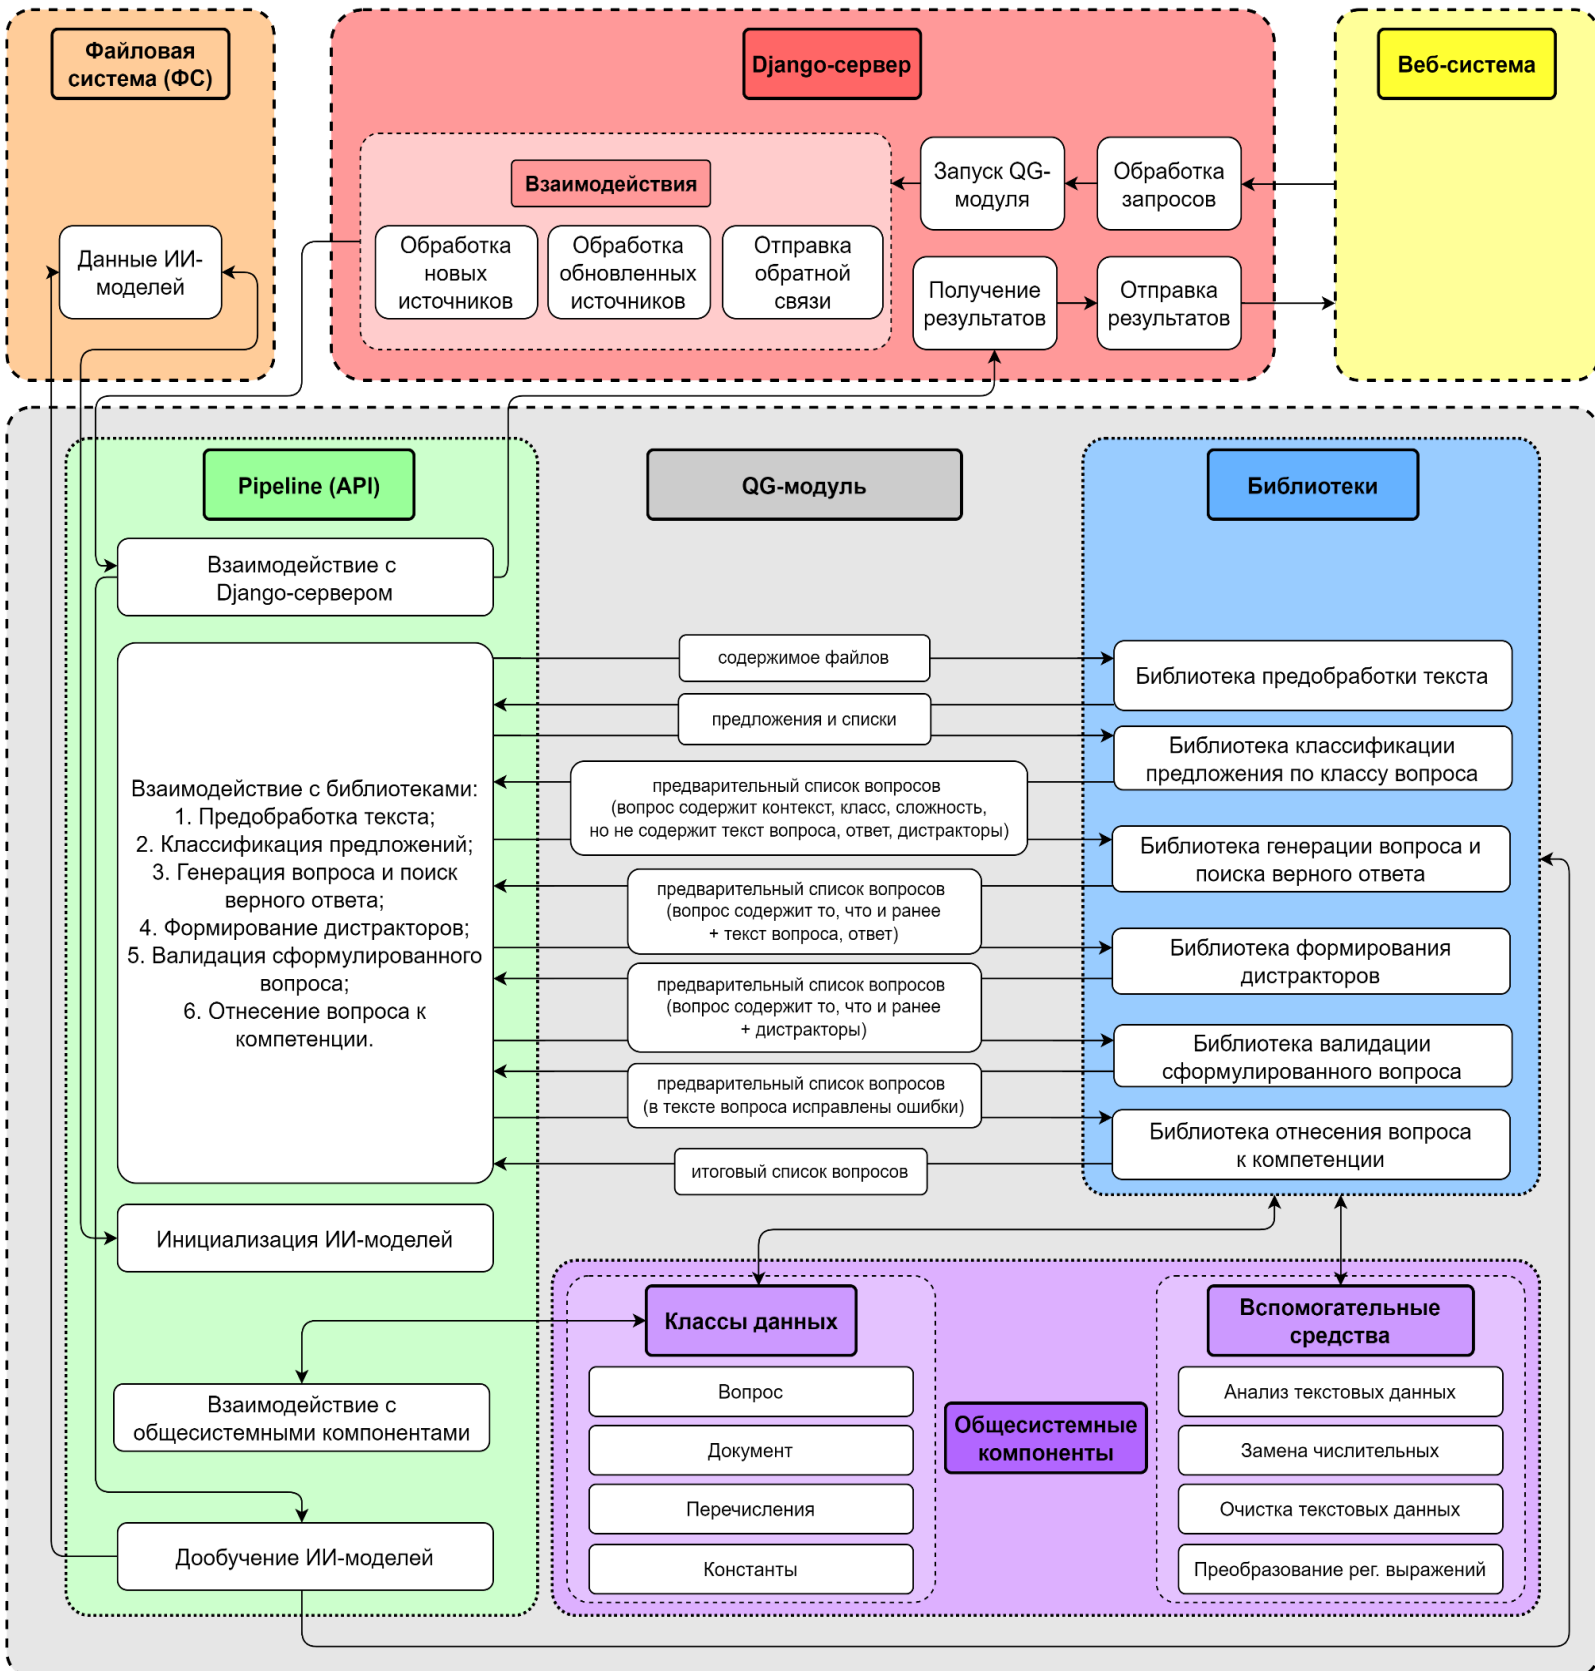 Файловая
система (ФС)
Данные ИИ-
моделей
Django-сервер
Взаимодействия
Обработка
новых
источников
Обработка
обновленных
источников
Отправка
обратной
связи
Запуск QG-
модуля
Обработка
запросов
Получение
результатов
Отправка
результатов
Веб-система
Pipeline (API)
QG-модуль
Библиотеки
Взаимодействие с
Django-сервером
Взаимодействие с библиотеками:
1. Предобработка текста;
2. Классификация предложений;
3. Генерация вопроса и поиск
верного ответа;
4. Формирование дистракторов;
5. Валидация сформулированного
вопроса;
6. Отнесение вопроса к
компетенции.
Инициализация ИИ-моделей
Взаимодействие с
общесистемными компонентами
Дообучение ИИ-моделей
содержимое файлов
предложения и списки
предварительный список вопросов
(вопрос содержит контекст, класс, сложность,
но не содержит текст вопроса, ответ, дистракторы)
предварительный список вопросов
(вопрос содержит то, что и ранее
+ текст вопроса, ответ)
предварительный список вопросов
(вопрос содержит то, что и ранее
+ дистракторы)
предварительный список вопросов
(в тексте вопроса исправлены ошибки)
итоговый список вопросов
Библиотека предобработки текста
Библиотека классификации
предложения по классу вопроса
Библиотека генерации вопроса и
поиска верного ответа
Библиотека формирования
дистракторов
Библиотека валидации
сформулированного вопроса
Библиотека отнесения вопроса
к компетенции
Классы данных
Вопрос
Документ
Перечисления
Константы
Общесистемные
компоненты
Вспомогательные
средства
Анализ текстовых данных
Замена числительных
Очистка текстовых данных
Преобразование рег. выражений